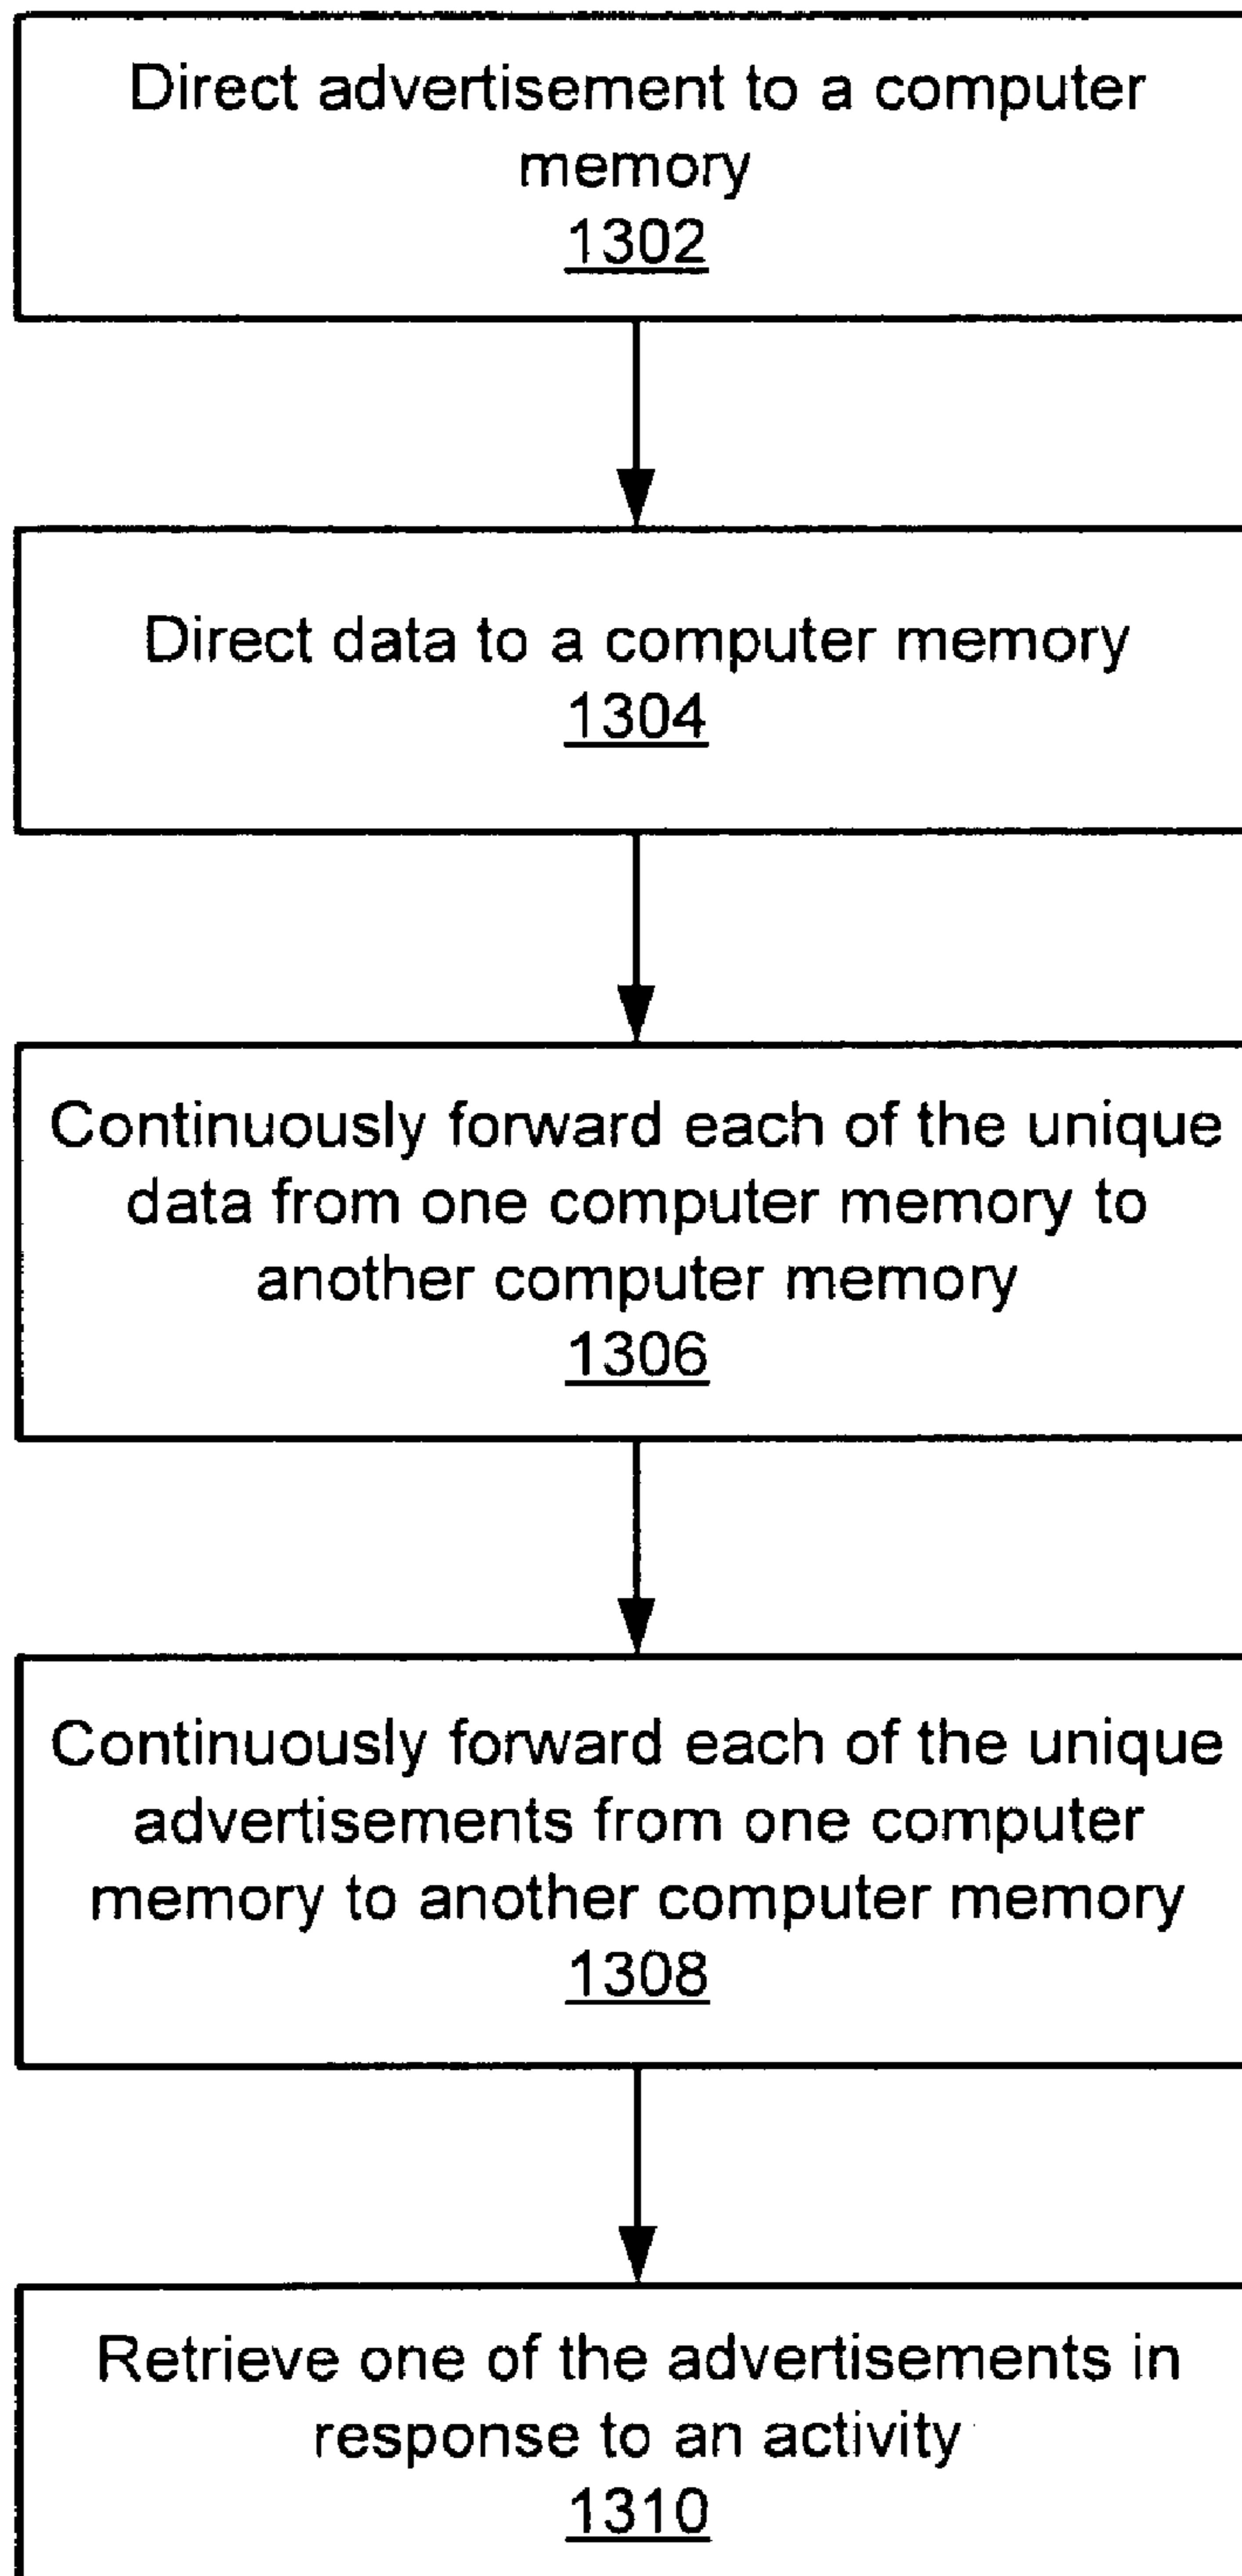 Direct advertisement to a computer
memory
1302
Direct data to a computer memory
1304
Continuously forward each of the unique
data from one computer memory to
another computer memory
1306
Continuously forward each of the unique
advertisements from one computer
memory to another computer memory
1308
Retrieve one of the advertisements in
response to an activity
1310